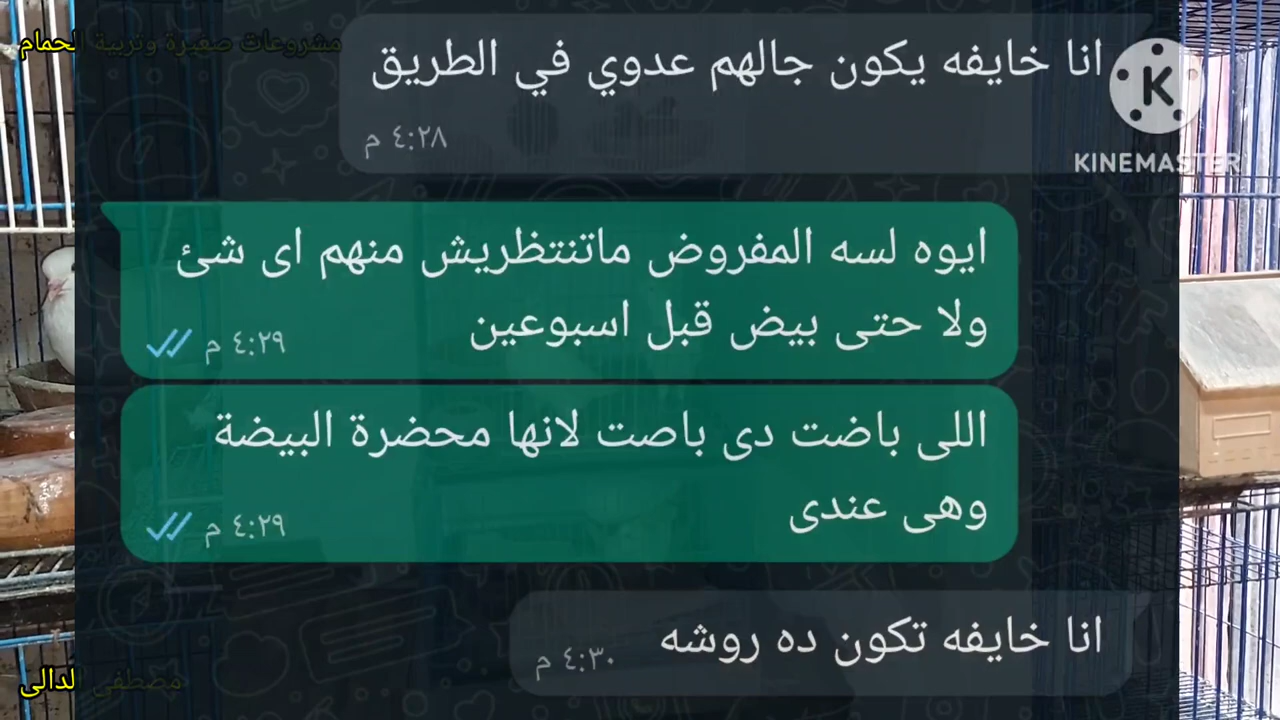 مشروعات صغيرة وتربية الحمام
انا خايفه يكون جالهم عدوي في الطريق
٤:٢٨ م
K
KINEMASTER
ايوه لسه المفروض ماتنتظريش منهم اى شئ
ولا حتى بيض قبل اسبوعين
٤:٢٩ م
اللى باضت دى باصت لانها محضرة البيضة
وهى عندى
٤:٢٩ م
انا خايفه تكون ده روشه
٤:٣٠ م
مصطفى الدالى